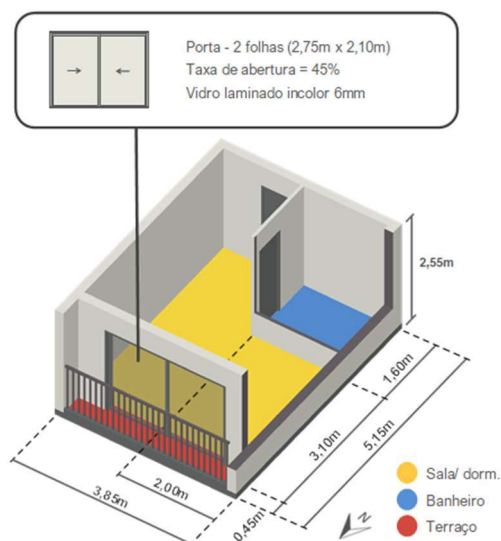 Porta - 2 folhas (2,75m x 2,10m)
Taxa de abertura = 45%
Vidro laminado incolor 6mm
2,55m
1,60m
5,15m
3,10m
2,00m
3,85m
0,45m
N
Sala/ dorm.
Banheiro
Terraço